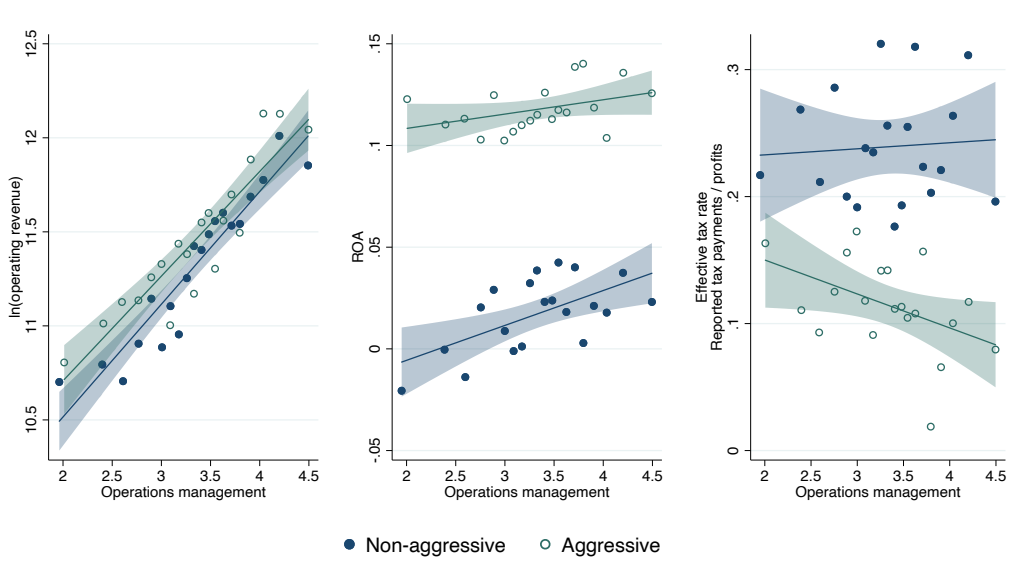 ln(operating revenue)
12.5
12
11.5
11
10.5
2 2.5 3 3.5 4 4.5
Operations management
ROA
.15
.1
.05
0
-.05
2 2.5 3 3.5 4 4.5
Operations management
Effective tax rate
Reported tax payments / profits
.3
.2
.1
0
2 2.5 3 3.5 4 4.5
Operations management
Non-aggressive Aggressive